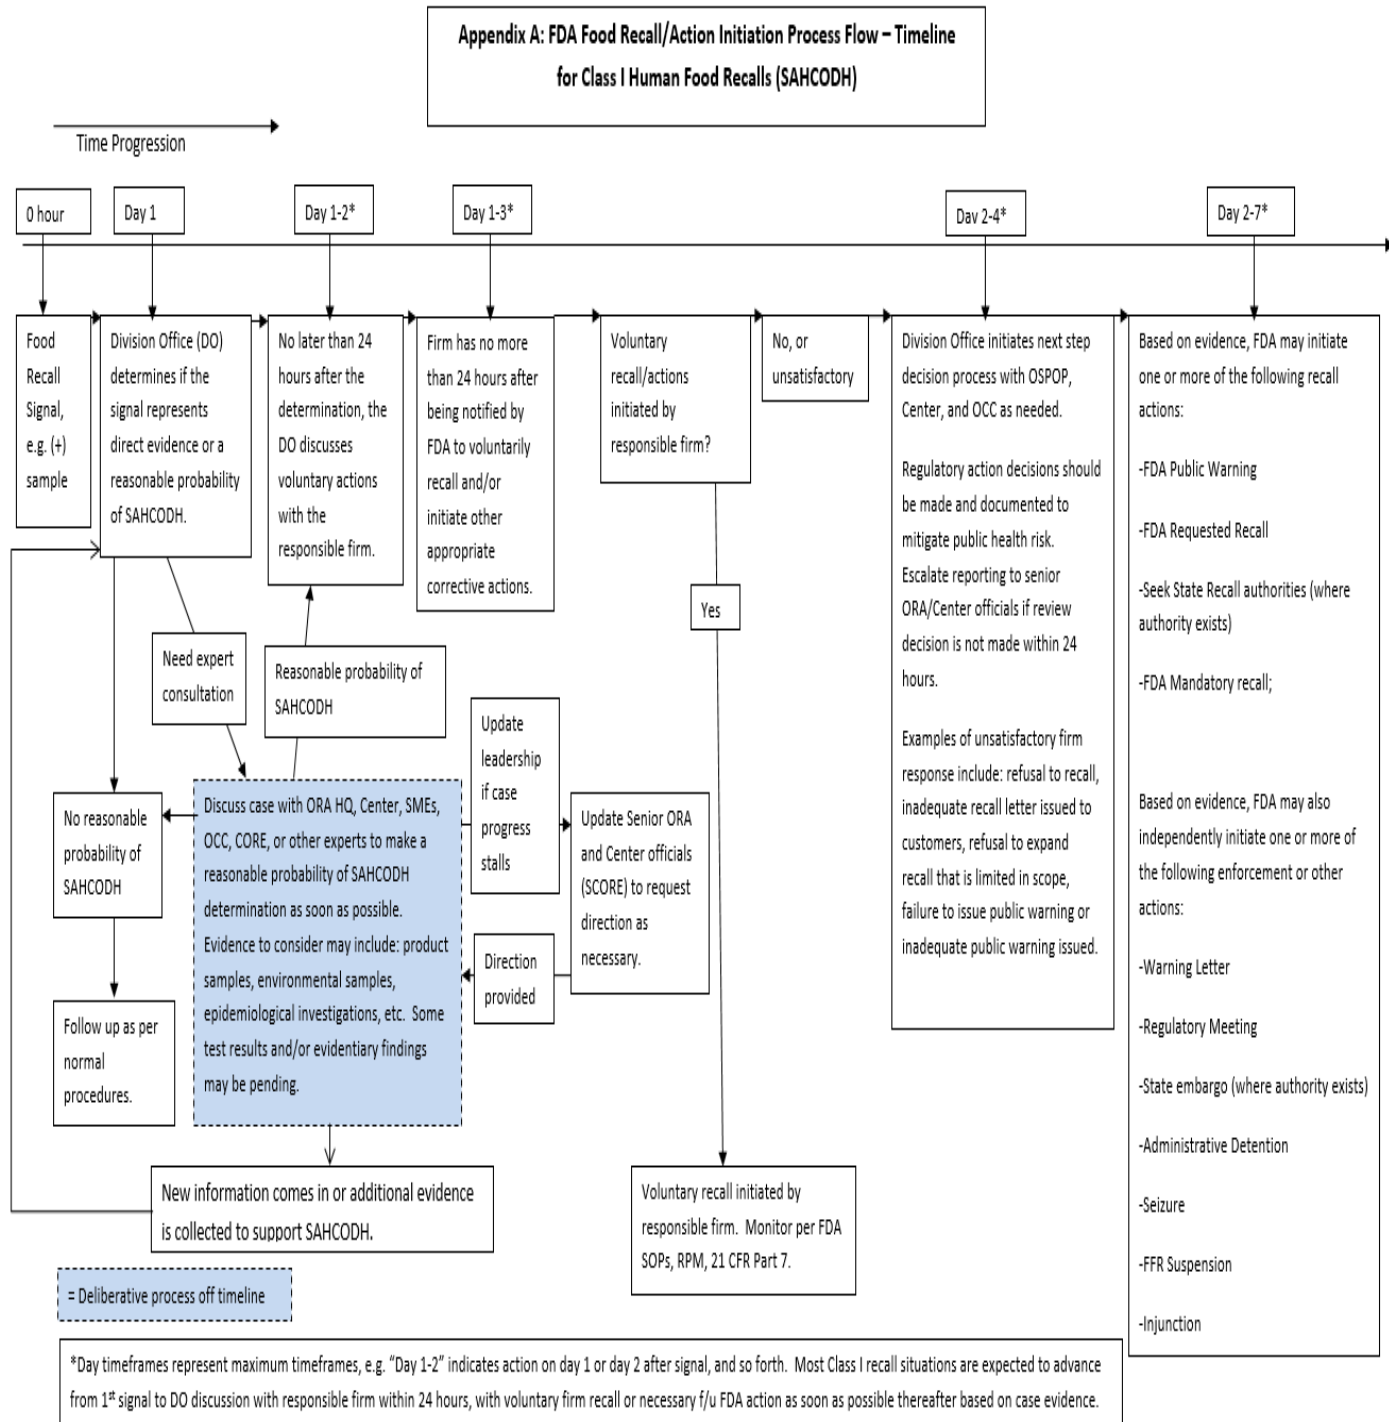 Appendix A: FDA Food Recall/Action Initiation Process Flow – Timeline
for Class I Human Food Recalls (SAHCODH)
Time Progression
0 hour
Day 1
Day 1-2*
Day 1-3*
Dav 2-4*
Day 2-7*
Food
Recall
Signal,
e.g. (+)
sample
Division Office (DO)
determines if the
signal represents
direct evidence or a
reasonable probability
of SAHCODH.
No later than 24
hours after the
determination, the
DO discusses
voluntary actions
with the
responsible firm.
Firm has no more
than 24 hours after
being notified by
FDA to voluntarily
recall and/or
initiate other
appropriate
corrective actions.
Voluntary
recall/actions
initiated by
responsible firm?
No, or
unsatisfactory
Division Office initiates next step
decision process with OSPOP,
Center, and OCC as needed.
Regulatory action decisions should
be made and documented to
mitigate public health risk.
Escalate reporting to senior
ORA/Center officials if review
decision is not made within 24
hours.
Examples of unsatisfactory firm
response include: refusal to recall,
inadequate recall letter issued to
customers, refusal to expand
recall that is limited in scope,
failure to issue public warning or
inadequate public warning issued.
Based on evidence, FDA may initiate
one or more of the following recall
actions:
-FDA Public Warning
-FDA Requested Recall
-Seek State Recall authorities (where
authority exists)
-FDA Mandatory recall;
Based on evidence, FDA may also
independently initiate one or more of
the following enforcement or other
actions:
-Warning Letter
-Regulatory Meeting
-State embargo (where authority exists)
-Administrative Detention
-Seizure
-FFR Suspension
-Injunction
Need expert
consultation
Reasonable probability of
SAHCODH
Yes
Update
leadership
if case
progress
stalls
No reasonable
probability of
SAHCODH
Discuss case with ORA HQ, Center, SMEs,
OCC, CORE, or other experts to make a
reasonable probability of SAHCODH
determination as soon as possible.
Evidence to consider may include: product
samples, environmental samples,
epidemiological investigations, etc. Some
test results and/or evidentiary findings
may be pending.
Update Senior ORA
and Center officials
(SCORE) to request
direction as
necessary.
Direction
provided
Follow up as per
normal
procedures.
New information comes in or additional evidence
is collected to support SAHCODH.
Voluntary recall initiated by
responsible firm. Monitor per FDA
SOPs, RPM, 21 CFR Part 7.
= Deliberative process off timeline
*Day timeframes represent maximum timeframes, e.g. “Day 1-2” indicates action on day 1 or day 2 after signal, and so forth. Most Class I recall situations are expected to advance
from 1st signal to DO discussion with responsible firm within 24 hours, with voluntary firm recall or necessary f/u FDA action as soon as possible thereafter based on case evidence.